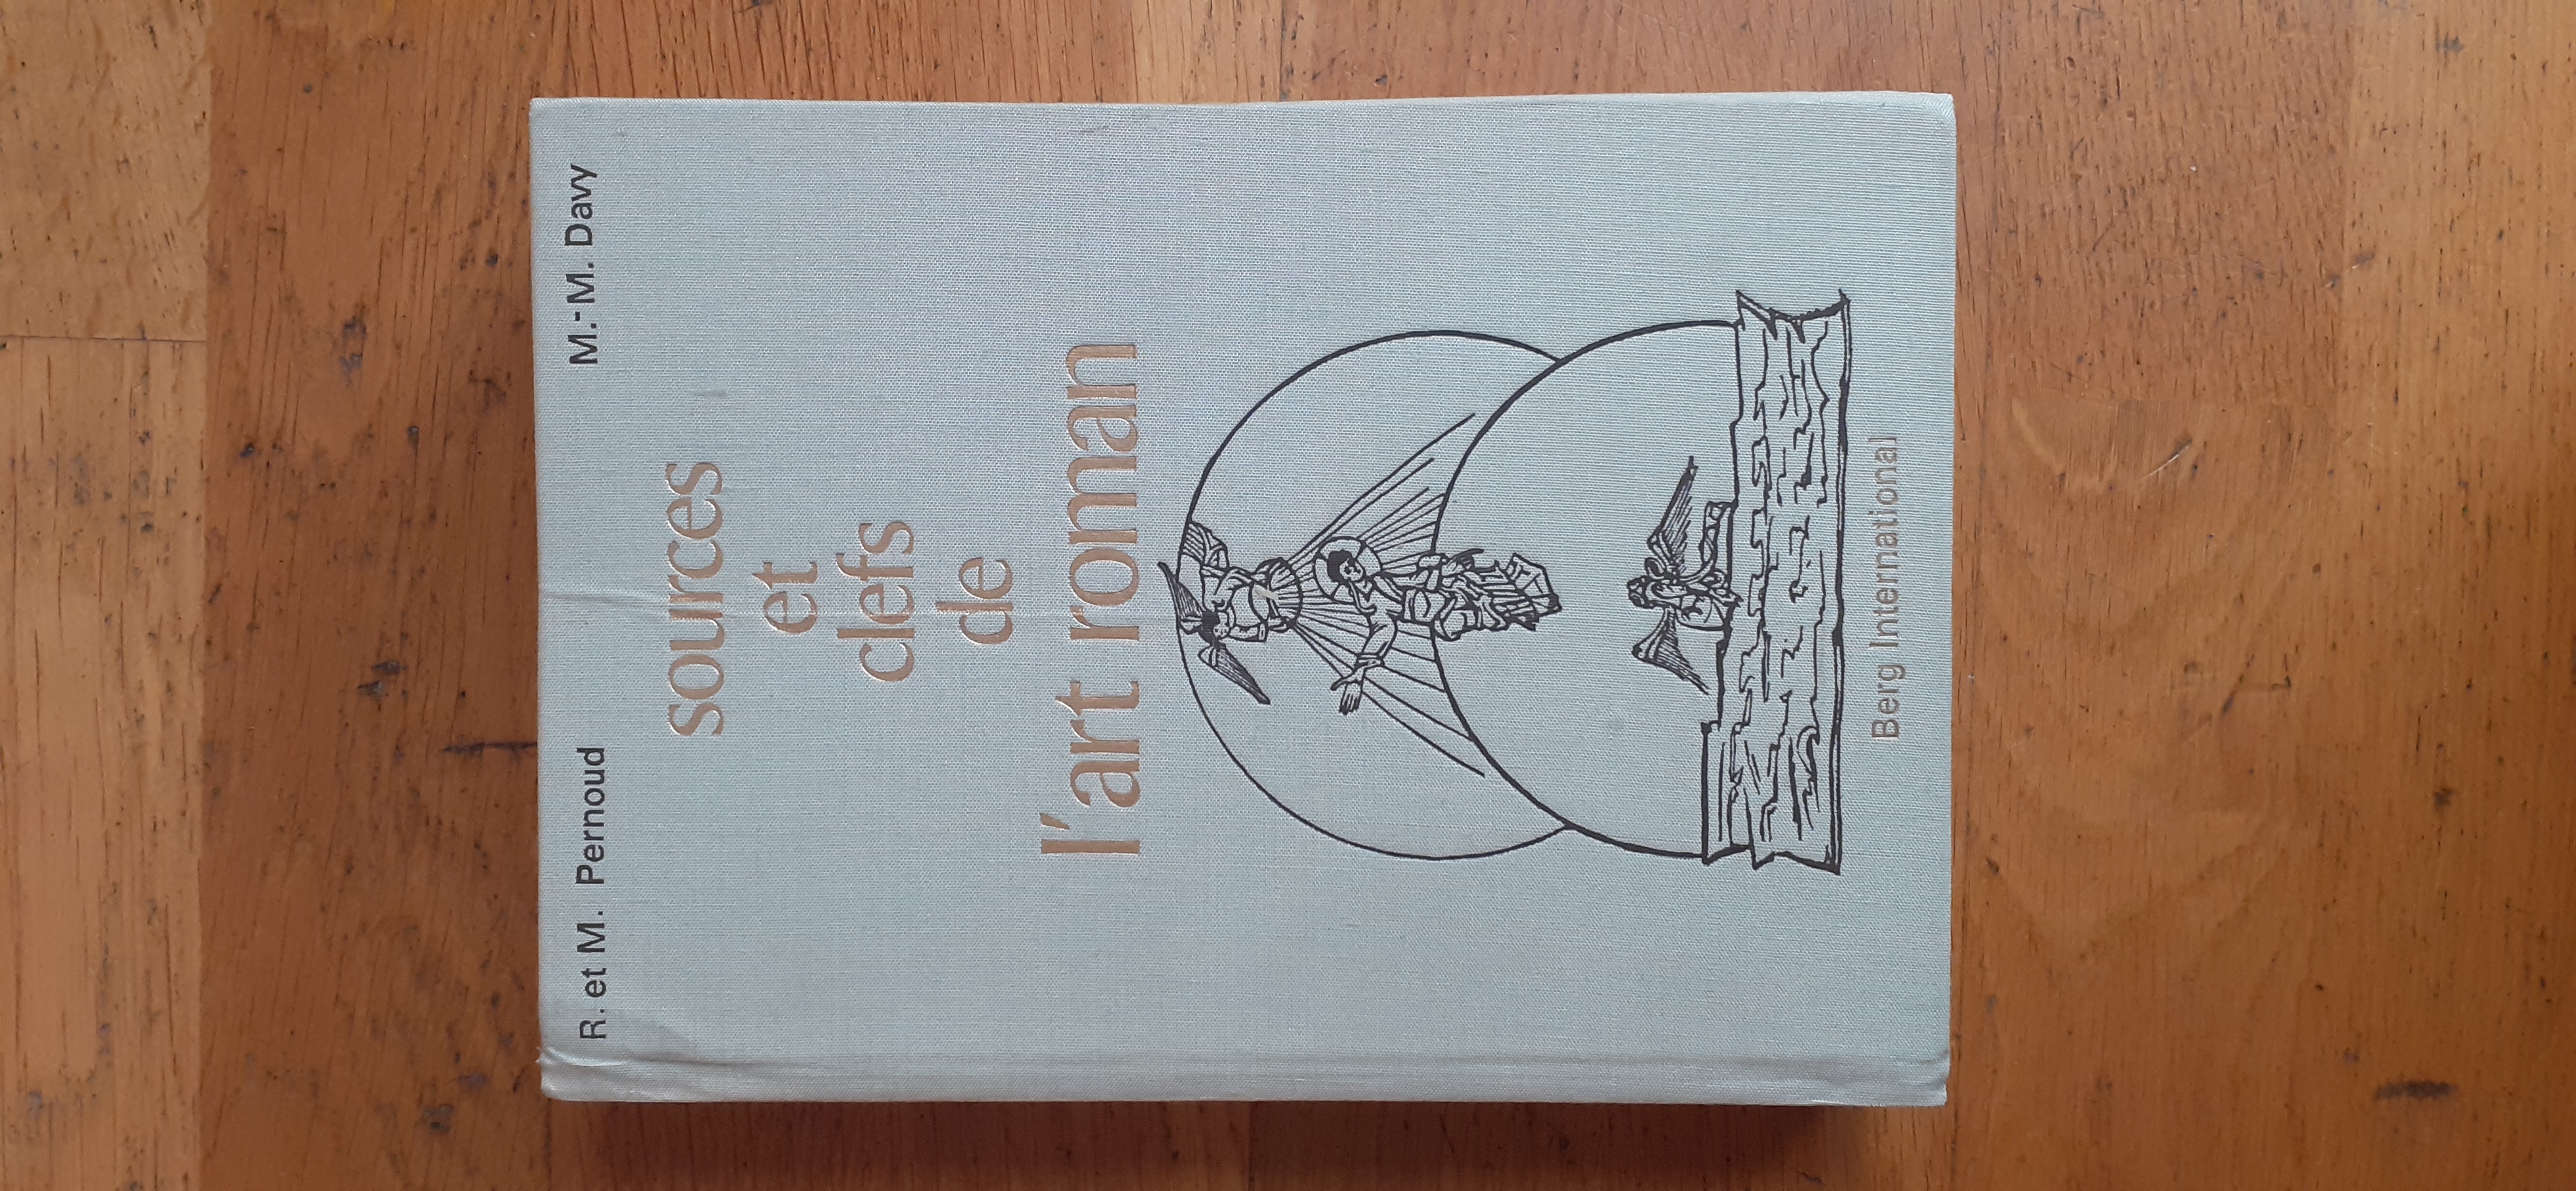 R. et M. Pernoud M.-M. Davy
sources
et
clefs
de
l'art roman
Berg International